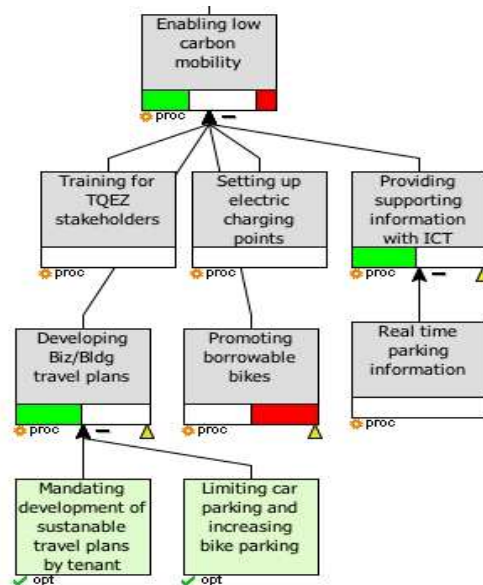 Enabling low
carbon
mobility
proc
Training for
TQEZ
stakeholders
proc
Setting up
electric
charging
points
proc
Providing
supporting
information
with ICT
proc
Developing
Biz/Bldg
travel plans
proc
Promoting
borrowable
bikes
proc
Real time
parking
information
proc
Mandating
development of
sustanable
travel plans
by tenant
opt
Limiting car
parking and
increasing
bike parking
opt